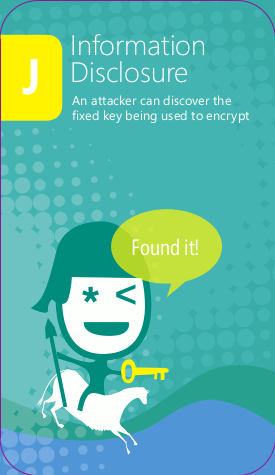 J
Information
Disclosure
An attacker can discover the
fixed key being used to encrypt
Found it!